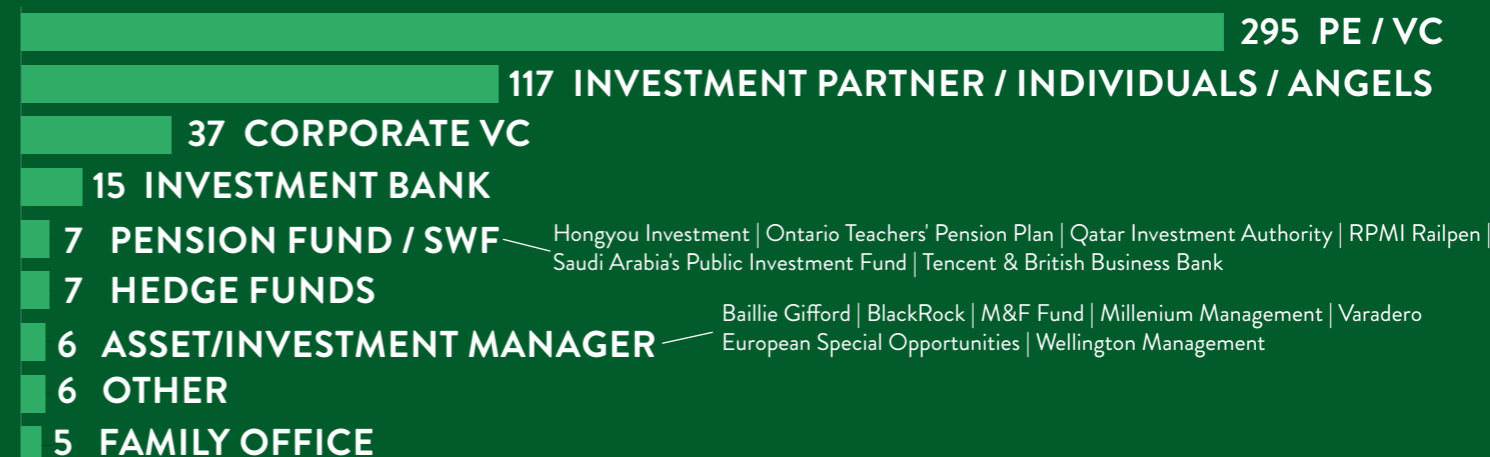 295 PE / VC
117 INVESTMENT PARTNER / INDIVIDUALS / ANGELS
37 CORPORATE VC
15 INVESTMENT BANK
7 PENSION FUND / SWF
Hongyou Investment | Ontario Teachers' Pension Plan | Qatar Investment Authority | RPMI Railpen |
Saudi Arabia's Public Investment Fund | Tencent & British Business Bank
7 HEDGE FUNDS
6 ASSET/INVESTMENT MANAGER
Baillie Gifford | BlackRock | M&F Fund | Millenium Management | Varadero
European Special Opportunities | Wellington Management
6 OTHER
5 FAMILY OFFICE